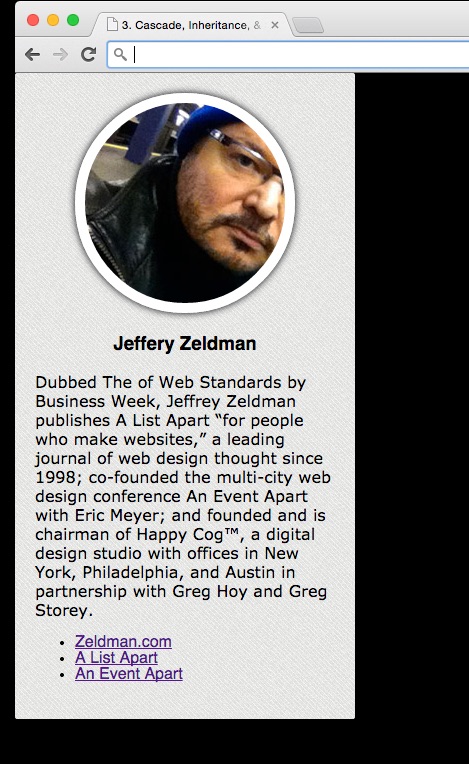 3. Cascade, Inheritance, &
Jeffery Zeldman
Dubbed The of Web Standards by
Business Week, Jeffrey Zeldman
publishes A List Apart “for people
who make websites,” a leading
journal of web design thought since
1998; co-founded the multi-city web
design conference An Event Apart
with Eric Meyer; and founded and is
chairman of Happy Cog™, a digital
design studio with offices in New
York, Philadelphia, and Austin in
partnership with Greg Hoy and Greg
Storey.
• Zeldman.com
• A List Apart
• An Event Apart